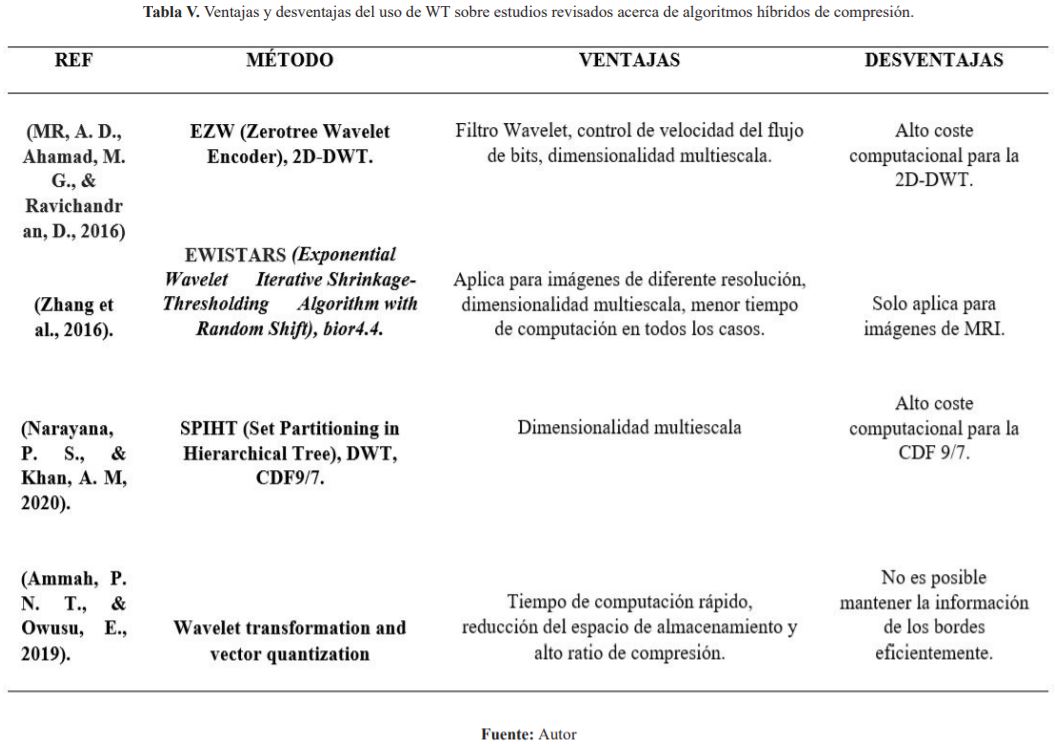 Tabla V. Ventajas y desventajas del uso de WT sobre estudios revisados acerca de algoritmos híbridos de compresión.
REF MÉTODO VENTAJAS DESVENTAJAS
(MR, A. D.,
Ahamad, M.
G., &
Ravichandr
an, D., 2016)
EZW (Zerotree Wavelet
Encoder), 2D-DWT.
Filtro Wavelet, control de velocidad del flujo
de bits, dimensionalidad multiescala.
Alto coste
computacional para la
2D-DWT.
(Zhang et
al., 2016).
EWISTARS (Exponential
Wavelet Iterative Shrinkage-
Thresholding Algorithm with
Random Shift), bior4.4.
Aplica para imágenes de diferente resolución,
dimensionalidad multiescala, menor tiempo
de computación en todos los casos.
Solo aplica para
imágenes de MRI.
(Narayana,
P. S., &
Khan, A. M,
2020).
SPIHT (Set Partitioning in
Hierarchical Tree), DWT,
CDF9/7.
Dimensionalidad multiescala
Alto coste
computacional para la
CDF 9/7.
(Ammah, P.
N. T., &
Owusu, E.,
2019).
Wavelet transformation and
vector quantization
Tiempo de computación rápido,
reducción del espacio de almacenamiento y
alto ratio de compresión.
No es posible
mantener la información
de los bordes
eficientemente.
Fuente: Autor